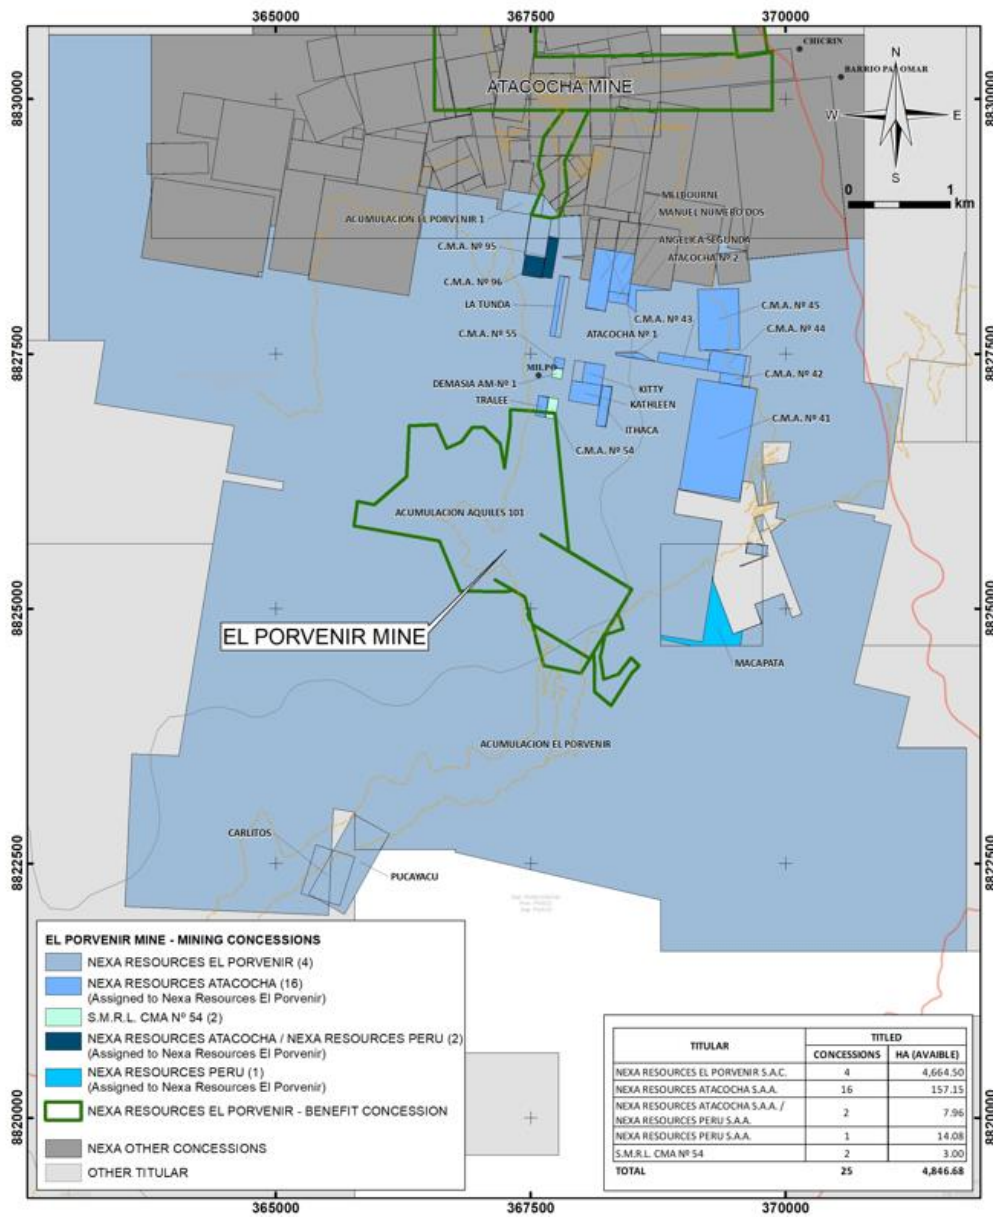 365000 367500 370000
CHICRIN
8830000
ATACOCHA MINE
BARRIO PALOMAR
8830000
N
W E
S
0 1
km
MELBOURNE
MANUEL NUMERO DOS
ACUMULACION EL PORVENIR 1
ANGELICA SEGUNDA
C.M.A. Nº 95
ATACOCHA Nº 2
C.M.A. Nº 96
LA TUNDA
C.M.A. Nº 45
C.M.A. Nº 43
C.M.A. Nº 55
ATACOCHA Nº 1
C.M.A. Nº 44
8827500
8827500
MILPO
C.M.A. Nº 42
DEMASIA AM-Nº 1
KITTY
TRALEE
KATHLEEN
C.M.A. Nº 41
ITHACA
C.M.A. Nº 54
ACUMULACION AQUILES 101
8825000
8825000
EL PORVENIR MINE
MACAPATA
ACUMULACION EL PORVENIR
CARLITOS
PUCAYACU
8822500
8822500
EL PORVENIR MINE - MINING CONCESSIONS
NEXA RESOURCES EL PORVENIR (4)
NEXA RESOURCES ATACOCHA (16)
(Assigned to Nexa Resources El Porvenir)
S.M.R.L. CMA Nº 54 (2)
NEXA RESOURCES ATACOCHA / NEXA RESOURCES PERU (2)
(Assigned to Nexa Resources El Porvenir)
NEXA RESOURCES PERU (1)
(Assigned to Nexa Resources El Porvenir)
NEXA RESOURCES EL PORVENIR - BENEFIT CONCESSION
NEXA OTHER CONCESSIONS
OTHER TITULAR
TITULAR TITLED
CONCESSIONS HA (AVAIBLE)
NEXA RESOURCES EL PORVENIR S.A.C. 4 4,664.50
NEXA RESOURCES ATACOCHA S.A.A. 16 157.15
NEXA RESOURCES ATACOCHA S.A.A. /
NEXA RESOURCES PERU S.A.A. 2 7.96
NEXA RESOURCES PERU S.A.A. 1 14.08
S.M.R.L. CMA Nº 54 2 3.00
TOTAL 25 4,846.68
8820000
8820000
365000 367500 370000